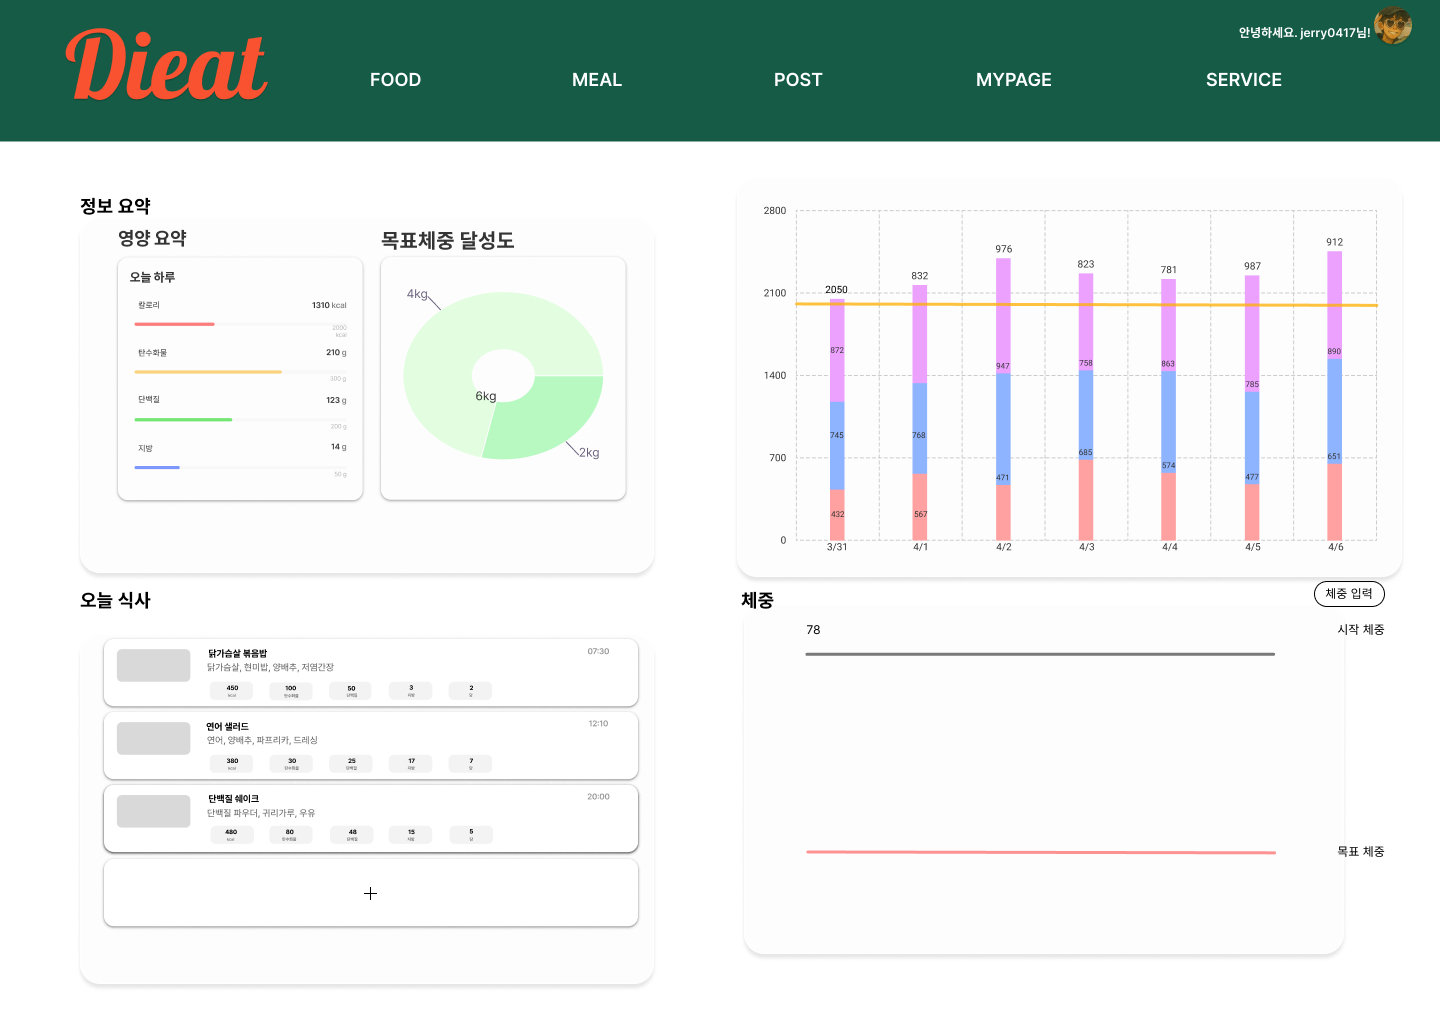 Dieat
안녕하세요. jerry0417님!
FOOD MEAL POST MYPAGE SERVICE
정보 요약
영양 요약
오늘 하루
칼로리 1310 kcal
2000
kcal
탄수화물 210 g
300 g
단백질 123 g
200 g
지방 14 g
50 g
목표체중 달성도
4kg
6kg
2kg
2800
2100
1400
700
0
2050 832 976 823 781 987 912
872 947 758 863 785 890
745 768 471 685 574 477 651
432 567
3/31 4/1 4/2 4/3 4/4 4/5 4/6
오늘 식사
닭가슴살 볶음밥 07:30
닭가슴살, 현미밥, 양배추, 저염간장
450 100 50 3 2
kcal 탄수화물 단백질 지방 당
연어 샐러드 12:10
연어, 양배추, 파프리카, 드레싱
380 30 25 17 7
kcal 탄수화물 단백질 지방 당
단백질 쉐이크 20:00
단백질 파우더, 귀리가루, 우유
480 80 48 15 5
kcal 탄수화물 단백질 지방 당
+
체중
체중 입력
78 시작 체중
목표 체중